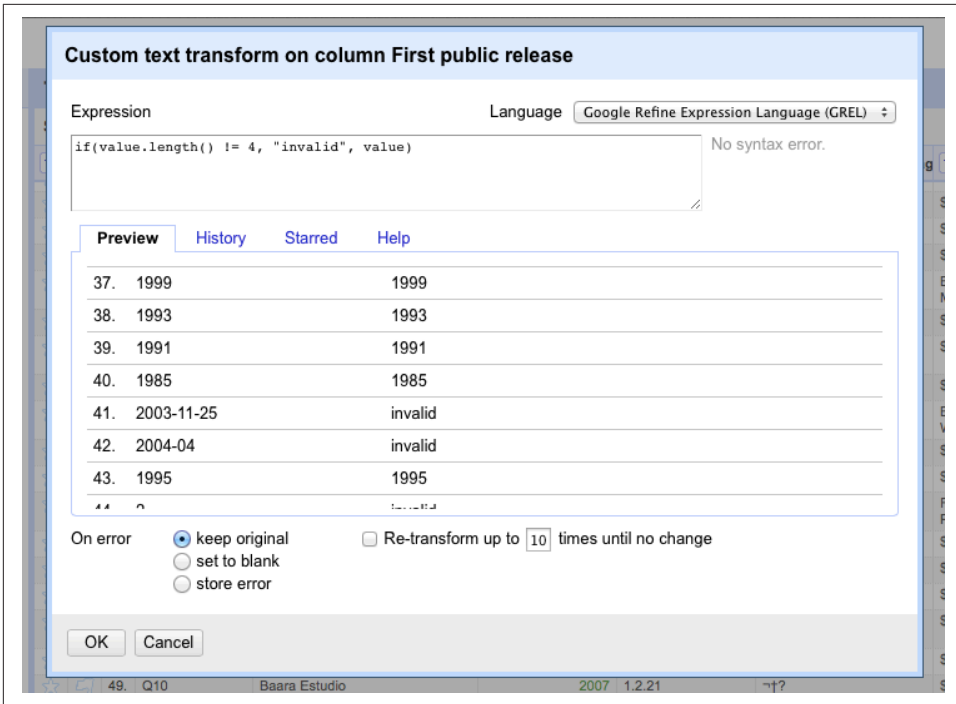 Custom text transform on column First public release
Expression
Language Google Refine Expression Language (GREL)
if(value.length() != 4, "invalid", value)
No syntax error.
Preview History Starred Help
37. 1999 1999
38. 1993 1993
39. 1991 1991
40. 1985 1985
41. 2003-11-25 invalid
42. 2004-04 invalid
43. 1995 1995
On error keep original Re-transform up to 10 times until no change
set to blank
store error
OK Cancel
49. Q10 Baara Estudio 2007 1.2.21 ¬†?